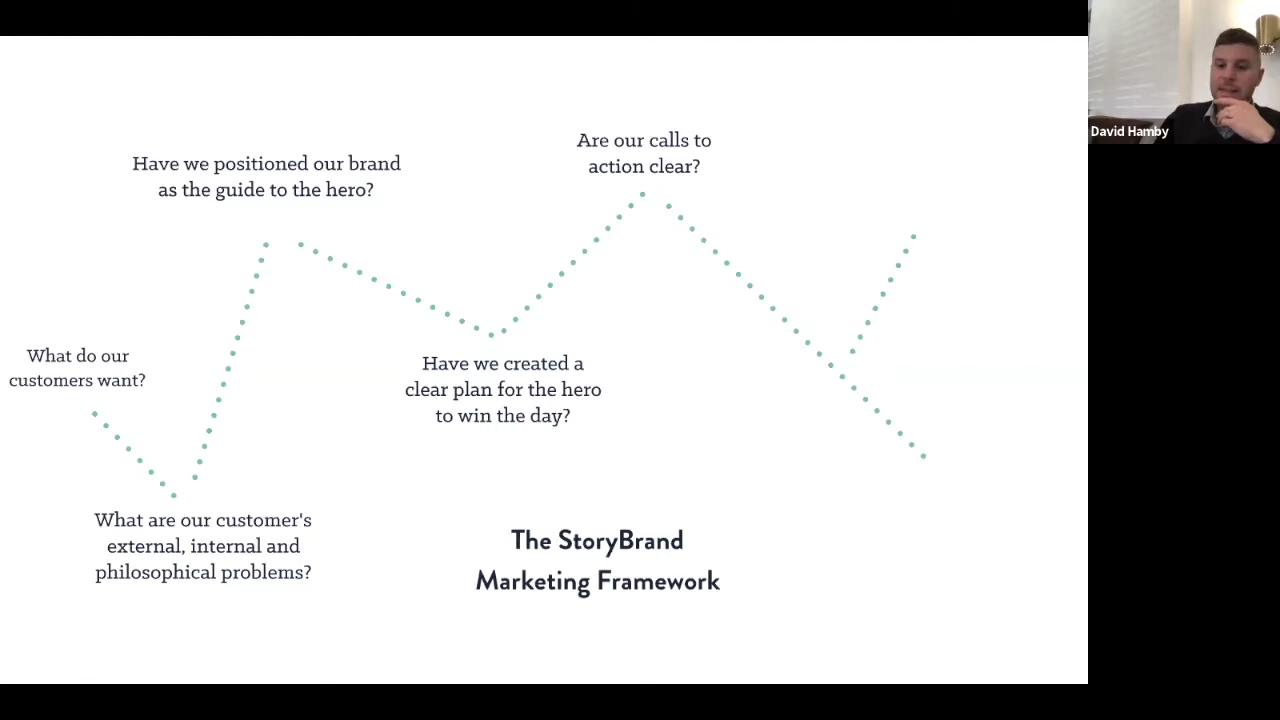 Are our calls to
action clear?
Have we positioned our brand
as the guide to the hero?
What do our
customers want?
Have we created a
clear plan for the hero
to win the day?
What are our customer's
external, internal and
philosophical problems?
The StoryBrand
Marketing Framework
David Hamby